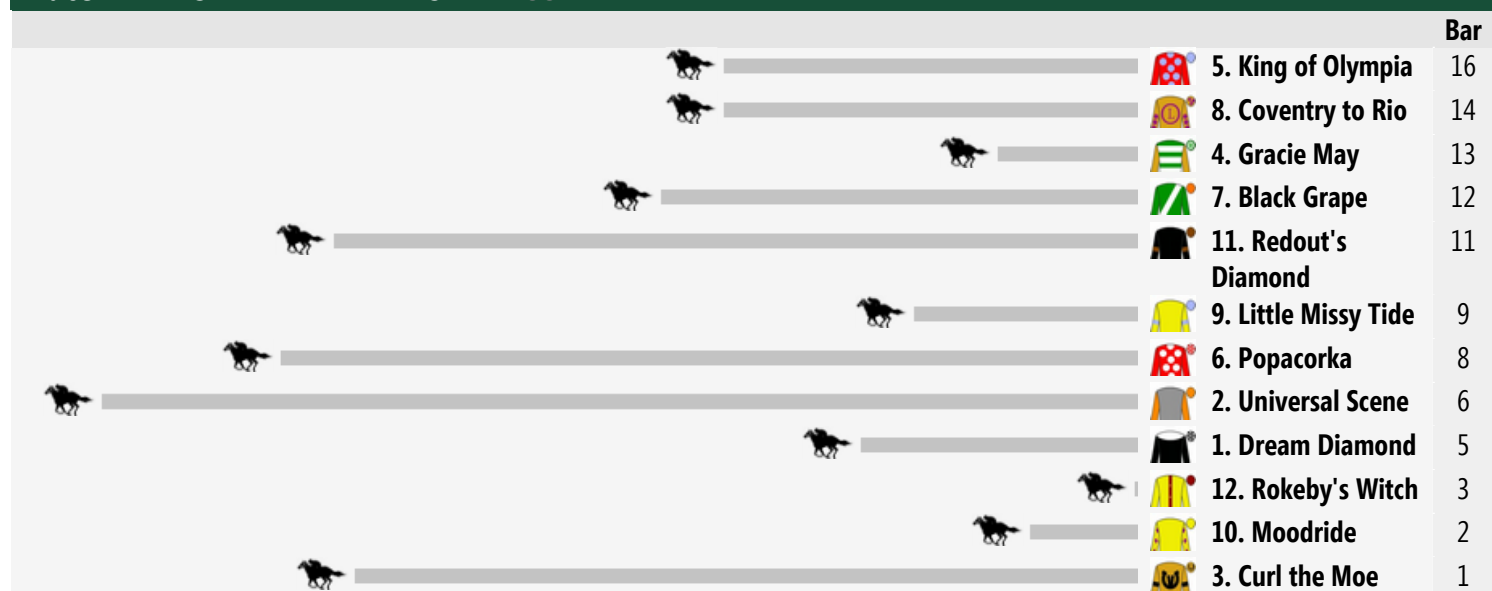 Bar
5. King of Olympia 16
8. Coventry to Rio 14
4. Gracie May 13
7. Black Grape 12
11. Redout's 11
Diamond
9. Little Missy Tide 9
6. Popacorka 8
2. Universal Scene 6
1. Dream Diamond 5
12. Rokeby's Witch 3
10. Moodride 2
3. Curl the Moe 1